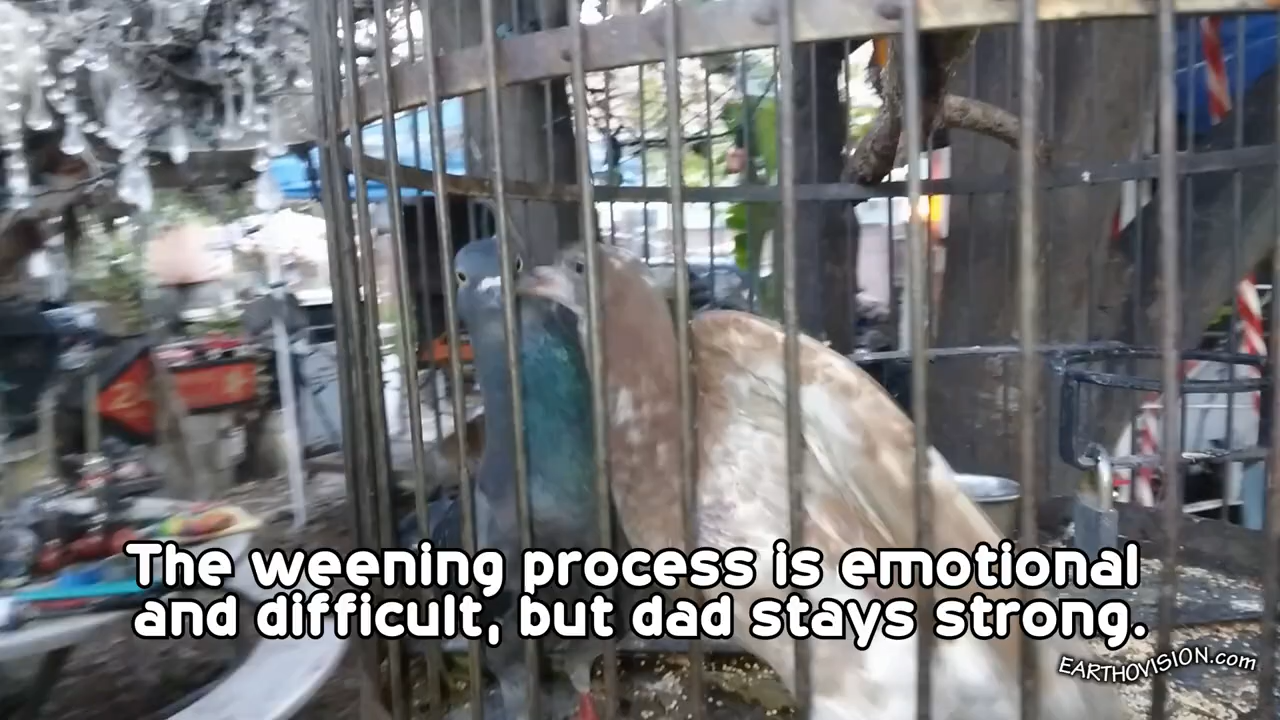 The weening process is emotional
and difficult, but dad stays strong.
EARTHOVISION.com